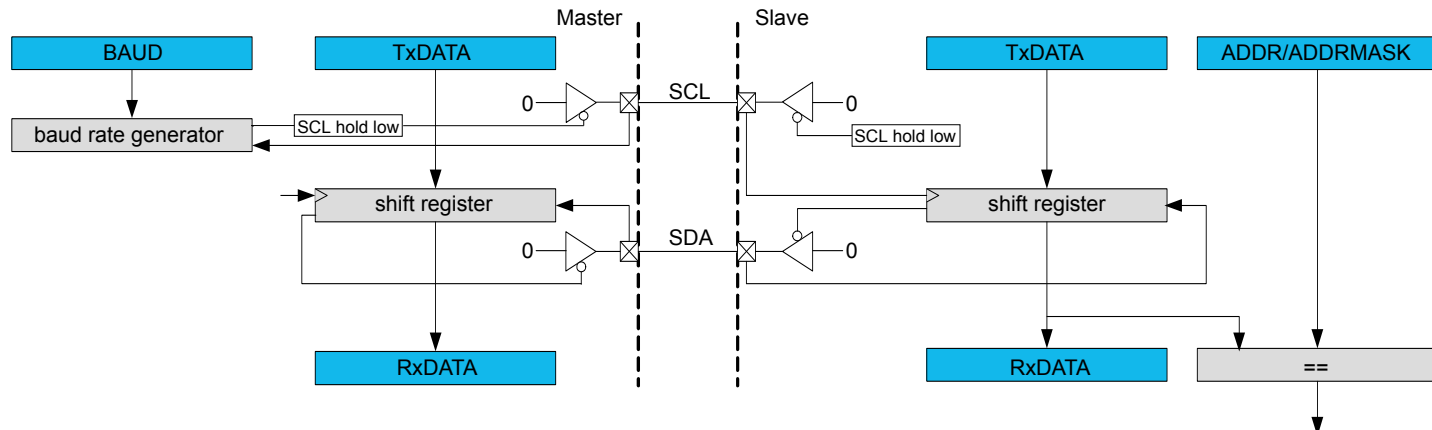 Master Slave
BAUD TxDATA TxDATA ADDR/ADDRMASK
0 SCL 0
baud rate generator SCL hold low SCL hold low
shift register shift register
0 SDA 0
RxDATA RxDATA ==